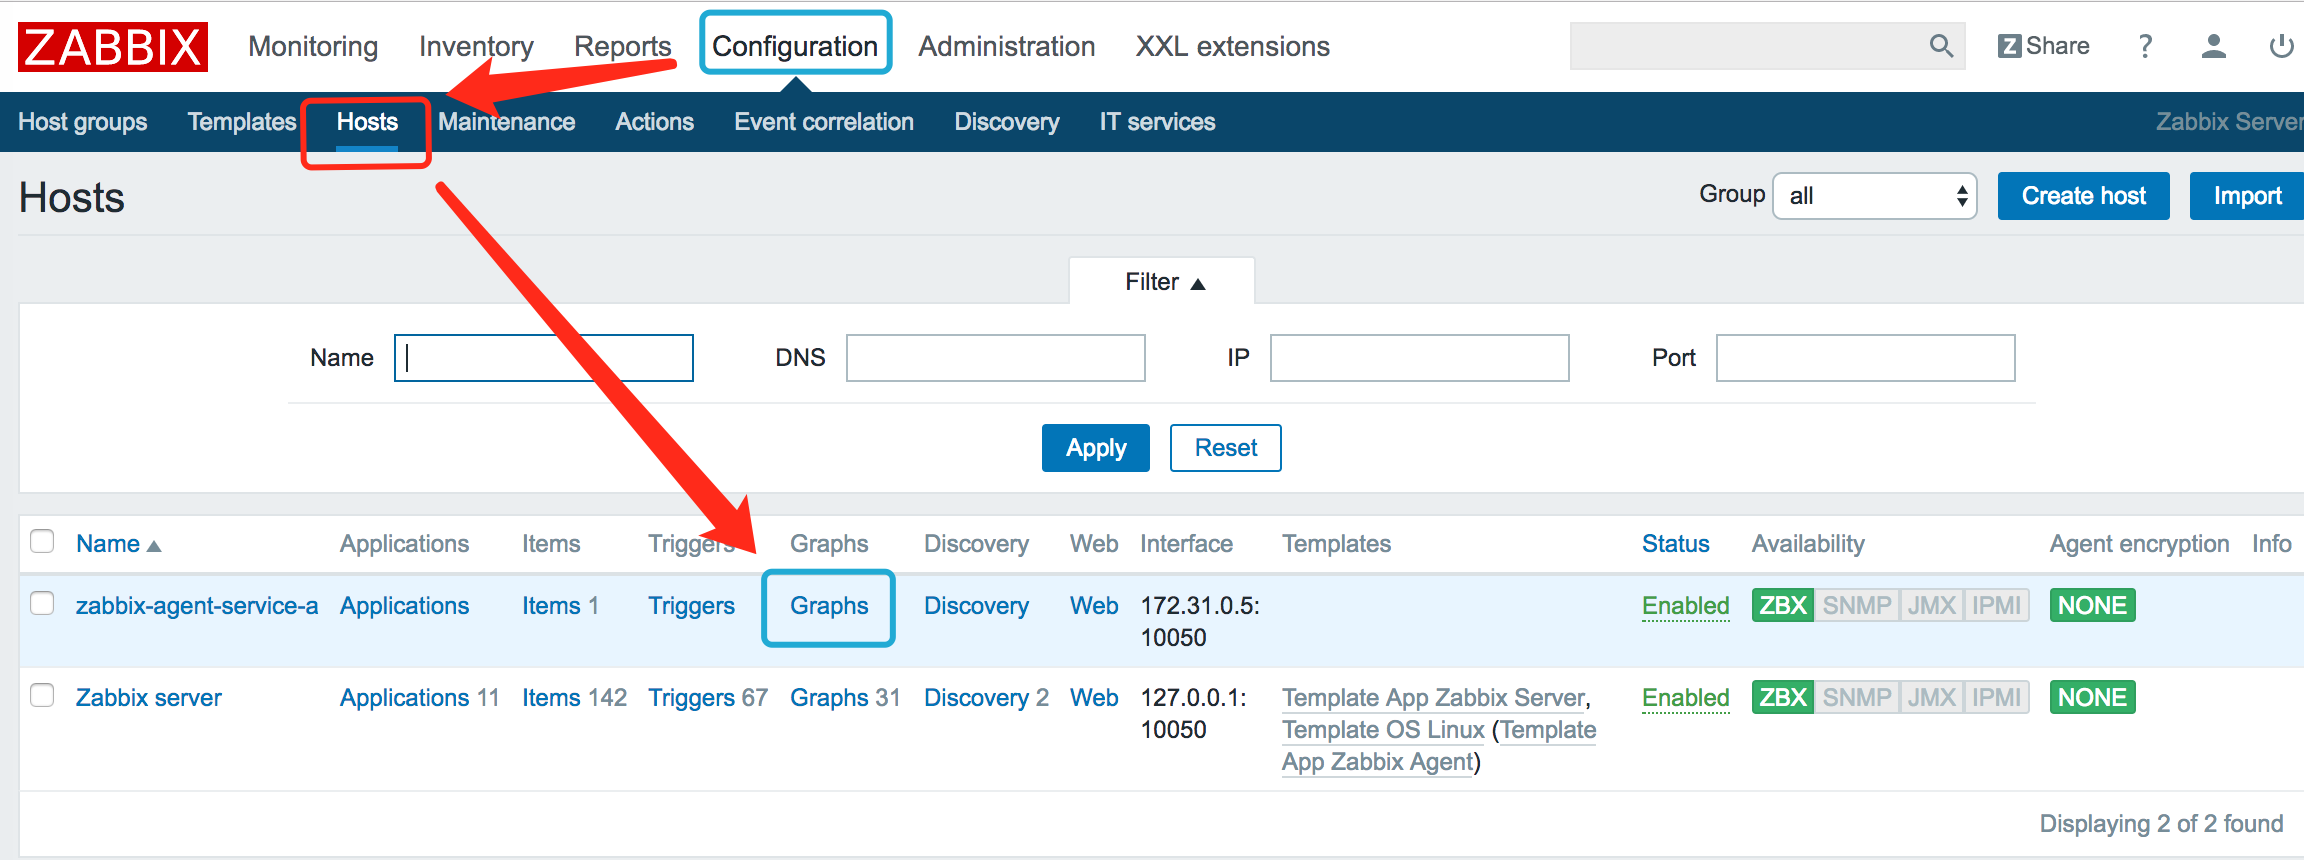 ZABBIX Monitoring Inventory Reports Configuration Administration XXL extensions Z Share ?
Host groups Templates Hosts Maintenance Actions Event correlation Discovery IT services Zabbix Server
Hosts Group all Create host Import
Filter
Name DNS IP Port
Apply Reset
Name Applications Items Triggers Graphs Discovery Web Interface Templates Status Availability Agent encryption Info
zabbix-agent-service-a Applications Items 1 Triggers Graphs Discovery Web 172.31.0.5: Enabled ZBX SNMP JMX IPMI NONE
10050
Zabbix server Applications 11 Items 142 Triggers 67 Graphs 31 Discovery 2 Web 127.0.0.1: Template App Zabbix Server, Enabled ZBX SNMP JMX IPMI NONE
10050 Template OS Linux (Template
App Zabbix Agent)
Displaying 2 of 2 found